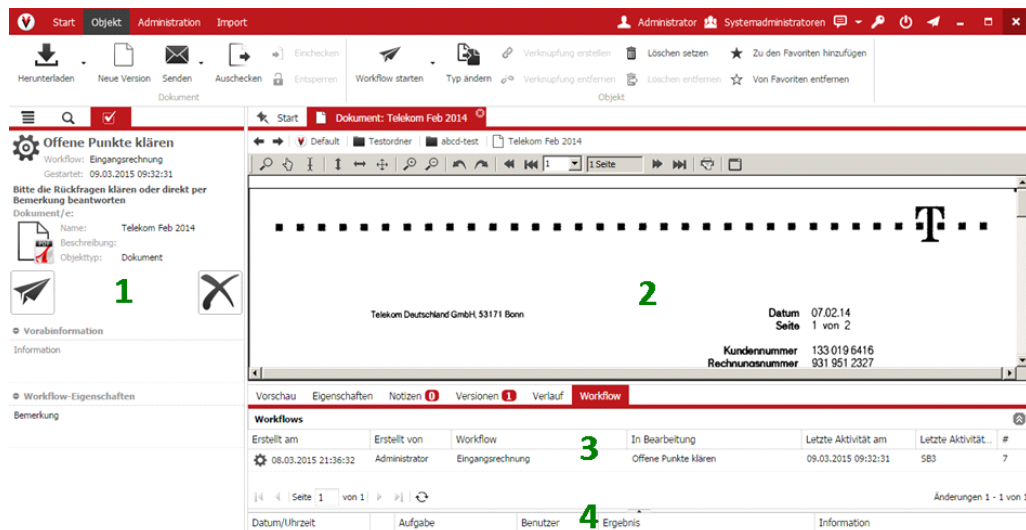 Start Objekt Administration Import Administrator Systemadministratoren
Herunterladen Neue Version Senden Auschecken Einchecken Entsperren Workflow starten Typ ändern Verknüpfung erstellen Verknüpfung entfernen Löschen setzen Löschen entfernen Zu den Favoriten hinzufügen Von Favoriten entfernen
Dokument Objekt
Start Dokument: Telekom Feb 2014
Offene Punkte klären
Workflow: Eingangsrechnung
Gestartet: 09.03.2015 09:32:31
Bitte die Rückfragen klären oder direkt per
Bemerkung beantworten
Dokument/e:
Name: Telekom Feb 2014
Beschreibung:
PDF
Objekttyp: Dokument
1
Vorabinformation
Information
Workflow-Eigenschaften
Bemerkung
Default Testordner abcd-test Telekom Feb 2014
1 1 Seite
T
2
Telekom Deutschland GmbH, 53171 Bonn
Datum 07.02.14
Seite 1 von 2
Kundennummer 133 019 6416
Rechnungsnummer 931 951 2327
Vorschau Eigenschaften Notizen 0 Versionen 1 Verlauf Workflow
Workflows
Erstellt am Erstellt von Workflow In Bearbeitung Letzte Aktivität am Letzte Aktivität... #
3
08.03.2015 21:36:32 Administrator Eingangsrechnung Offene Punkte klären 09.03.2015 09:32:31 SB3 7
Seite 1 von 1 Änderungen 1 - 1 von 1
4
Datum/Uhrzeit Aufgabe Benutzer Ergebnis Information